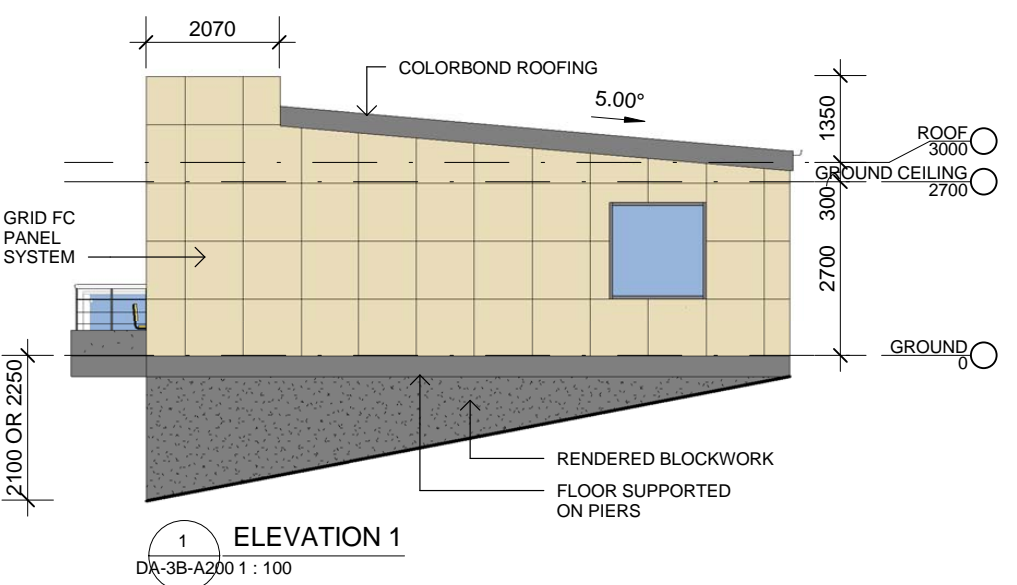 2070
COLORBOND ROOFING
5.00°
1350
ROOF
3000
GROUND CEILING
2700
300
GRID FC
PANEL
SYSTEM
2700
GROUND
0
2100 OR 2250
RENDERED BLOCKWORK
FLOOR SUPPORTED
ON PIERS
1
ELEVATION 1
DA-3B-A200 1 : 100